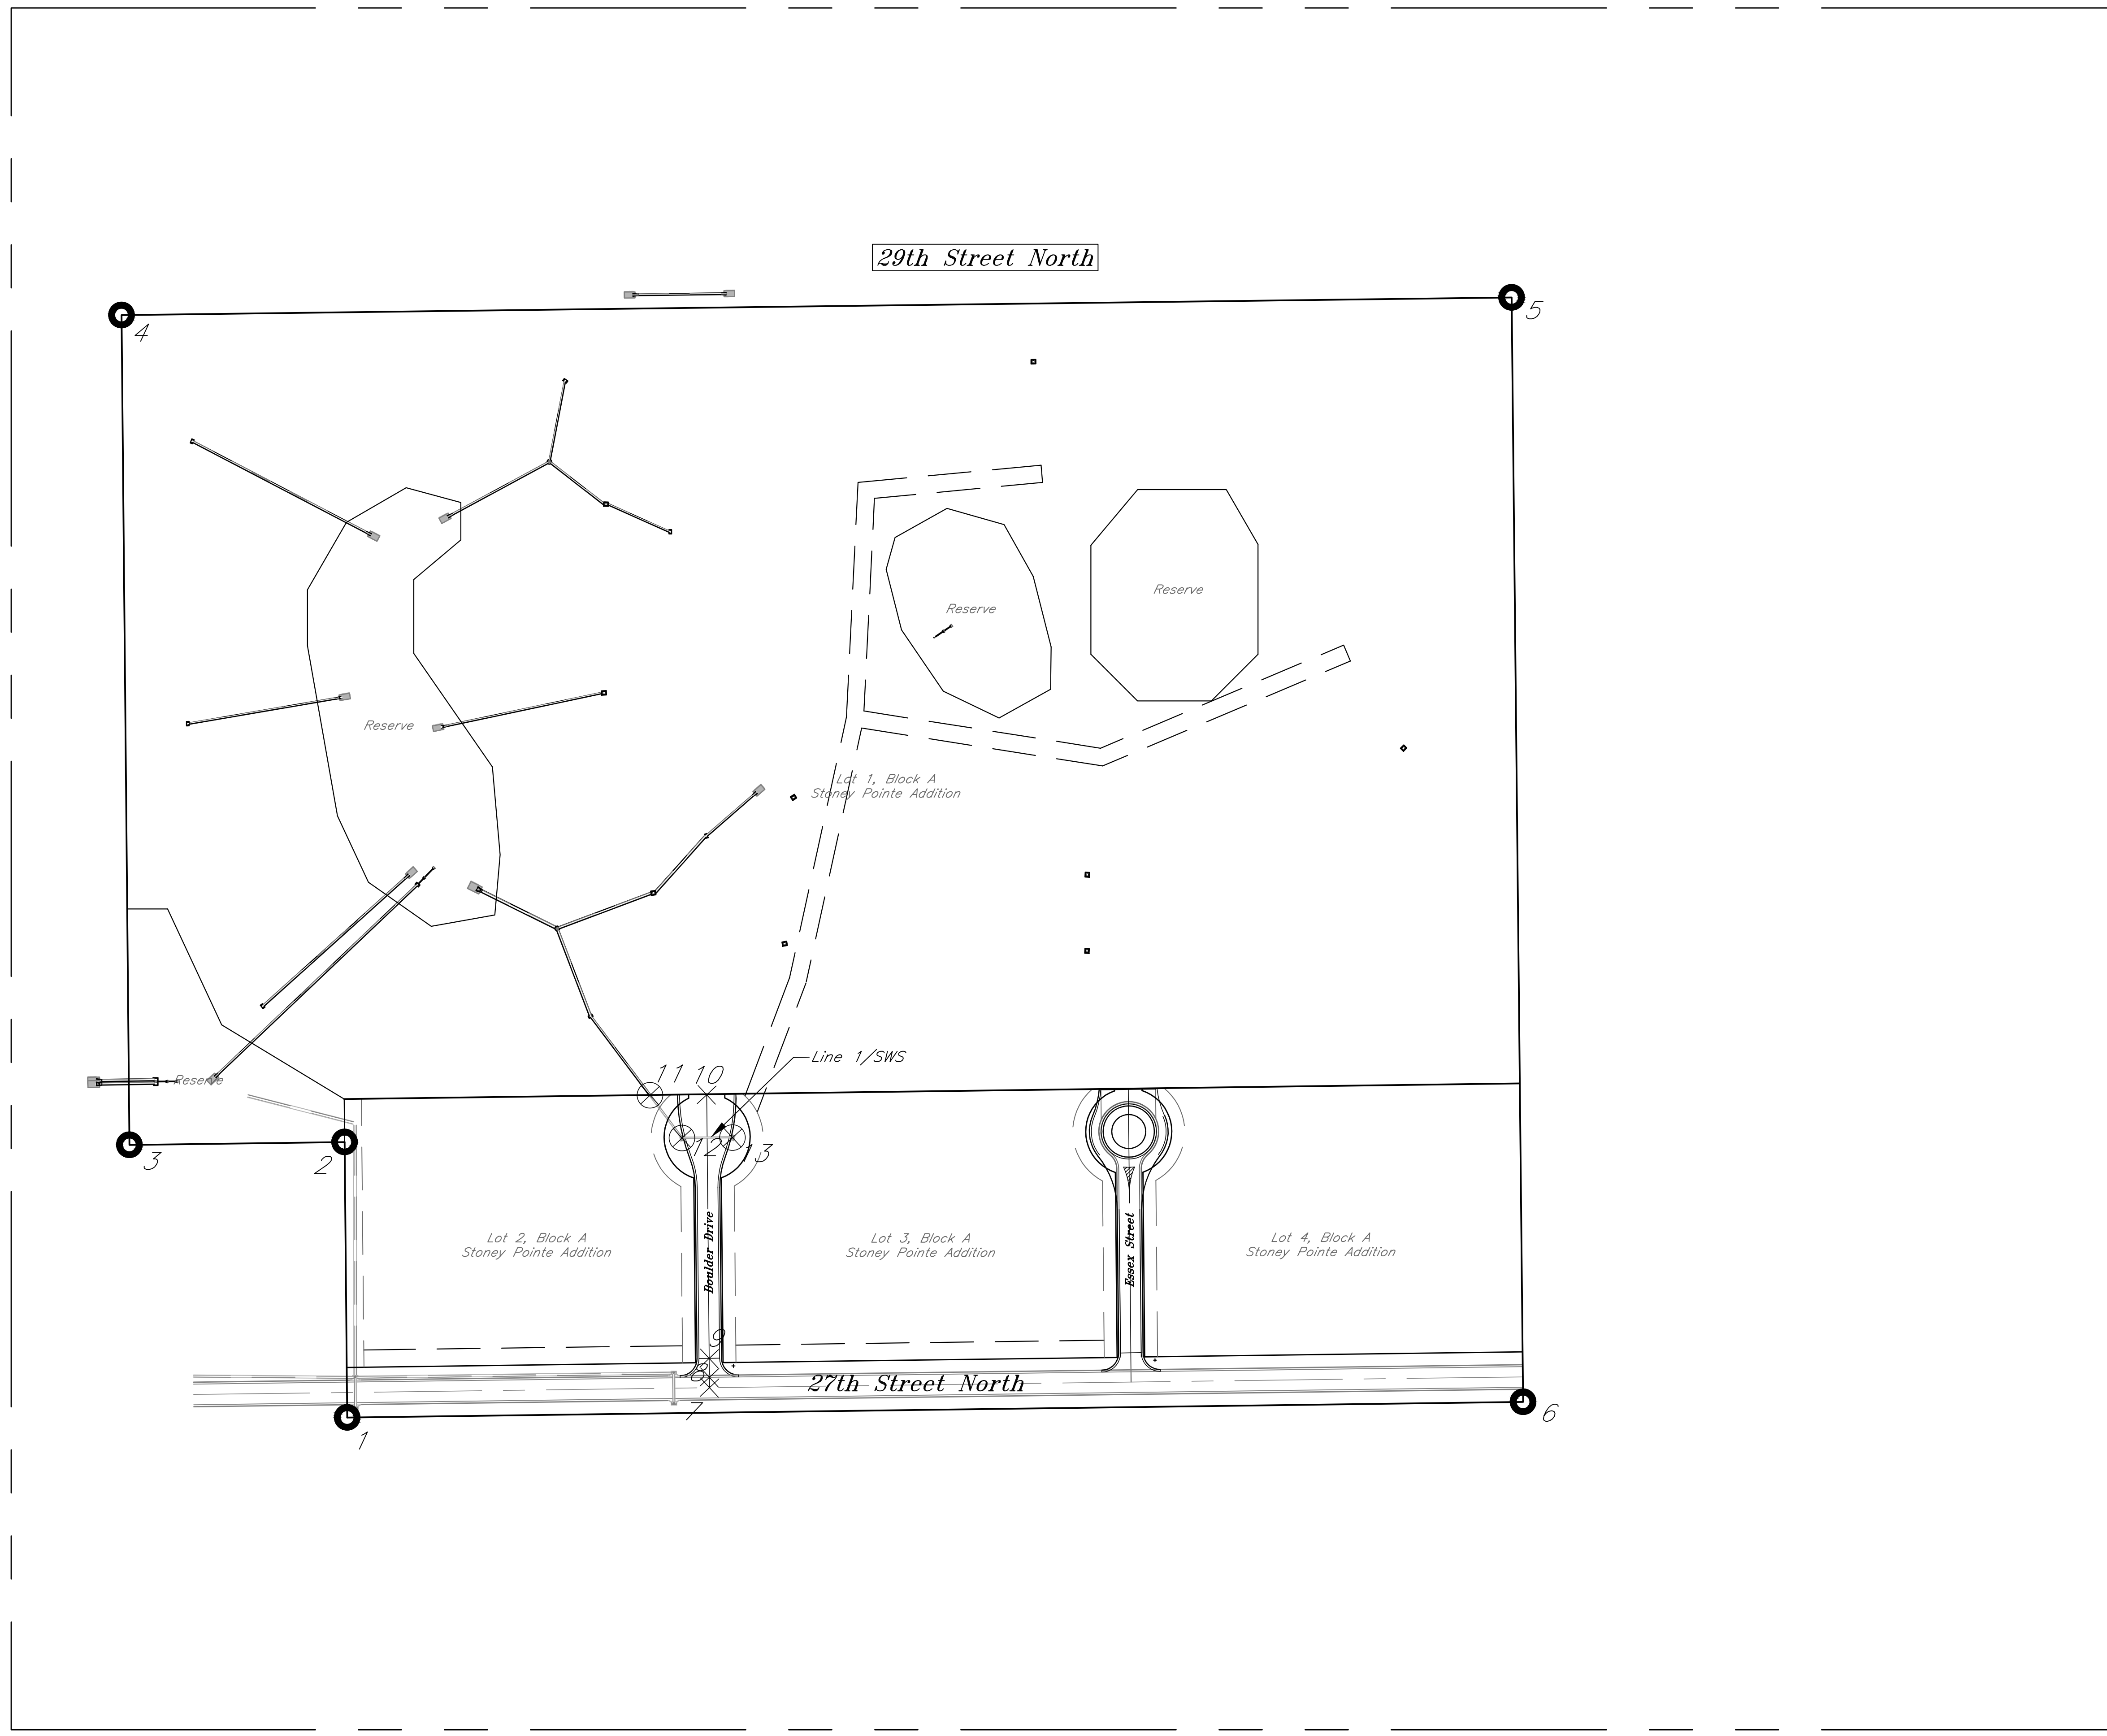 29th Street North
4
5
Reserve
Reserve
Reserve
Lot 1, Block A
Stoney Pointe Addition
Line 1/SWS
11 10
Reserve
12 13
3
2
Lot 2, Block A
Stoney Pointe Addition
Boulder Drive
Lot 3, Block A
Stoney Pointe Addition
Essex Street
Lot 4, Block A
Stoney Pointe Addition
9
8
27th Street North
7
6
1